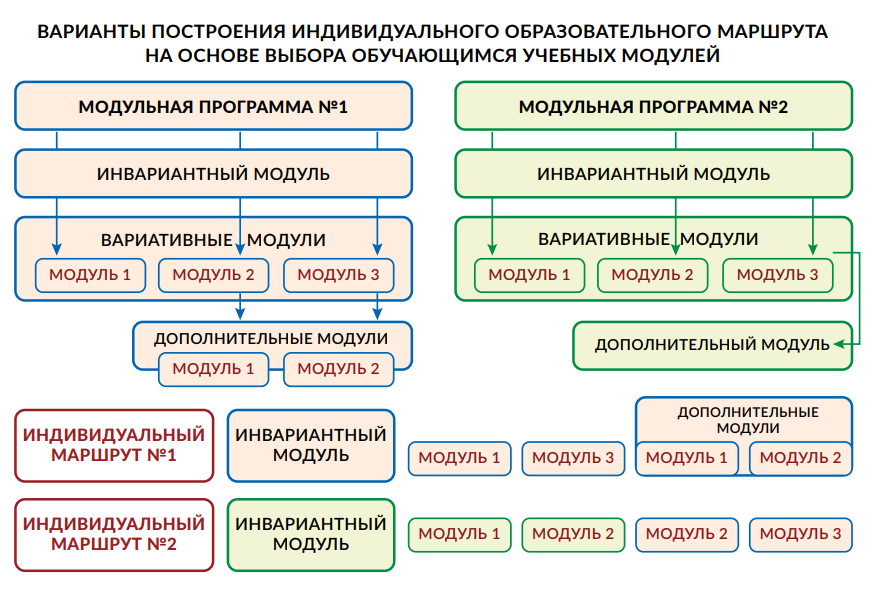 ВАРИАНТЫ ПОСТРОЕНИЯ ИНДИВИДУАЛЬНОГО ОБРАЗОВАТЕЛЬНОГО МАРШРУТА
НА ОСНОВЕ ВЫБОРА ОБУЧАЮЩИМСЯ УЧЕБНЫХ МОДУЛЕЙ
МОДУЛЬНАЯ ПРОГРАММА №1
ИНВАРИАНТНЫЙ МОДУЛЬ
ВАРИАТИВНЫЕ МОДУЛИ
МОДУЛЬ 1 МОДУЛЬ 2 МОДУЛЬ 3
ДОПОЛНИТЕЛЬНЫЕ МОДУЛИ
МОДУЛЬ 1 МОДУЛЬ 2
МОДУЛЬНАЯ ПРОГРАММА №2
ИНВАРИАНТНЫЙ МОДУЛЬ
ВАРИАТИВНЫЕ МОДУЛИ
МОДУЛЬ 1 МОДУЛЬ 2 МОДУЛЬ 3
ДОПОЛНИТЕЛЬНЫЙ МОДУЛЬ
ИНДИВИДУАЛЬНЫЙ
МАРШРУТ №1
ИНВАРИАНТНЫЙ
МОДУЛЬ
МОДУЛЬ 1 МОДУЛЬ 3
ДОПОЛНИТЕЛЬНЫЕ
МОДУЛИ
МОДУЛЬ 1 МОДУЛЬ 2
ИНДИВИДУАЛЬНЫЙ
МАРШРУТ №2
ИНВАРИАНТНЫЙ
МОДУЛЬ
МОДУЛЬ 1 МОДУЛЬ 2 МОДУЛЬ 2 МОДУЛЬ 3